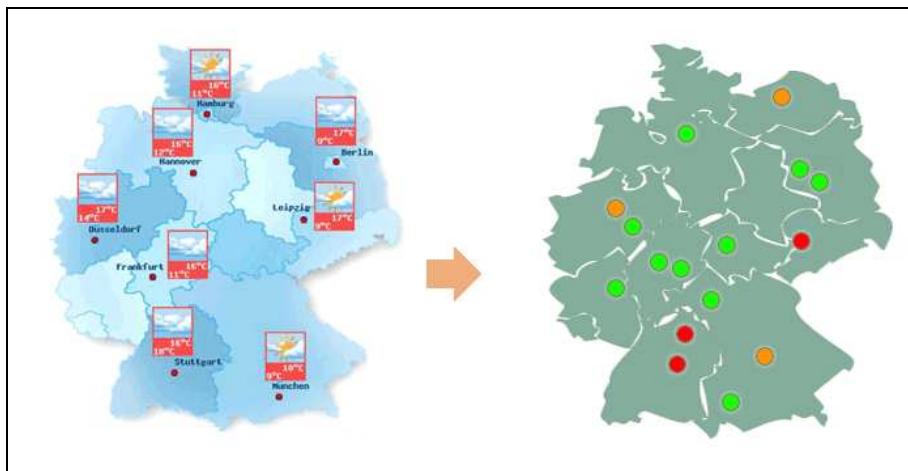 16°C
11°C
Hamburg
17°C
9°C
Berlin
16°C
12°C
Hannover
17°C
14°C
Düsseldorf
Leipzig
17°C
9°C
16°C
11°C
Frankfurt
16°C
10°C
Stuttgart
10°C
9°C
München